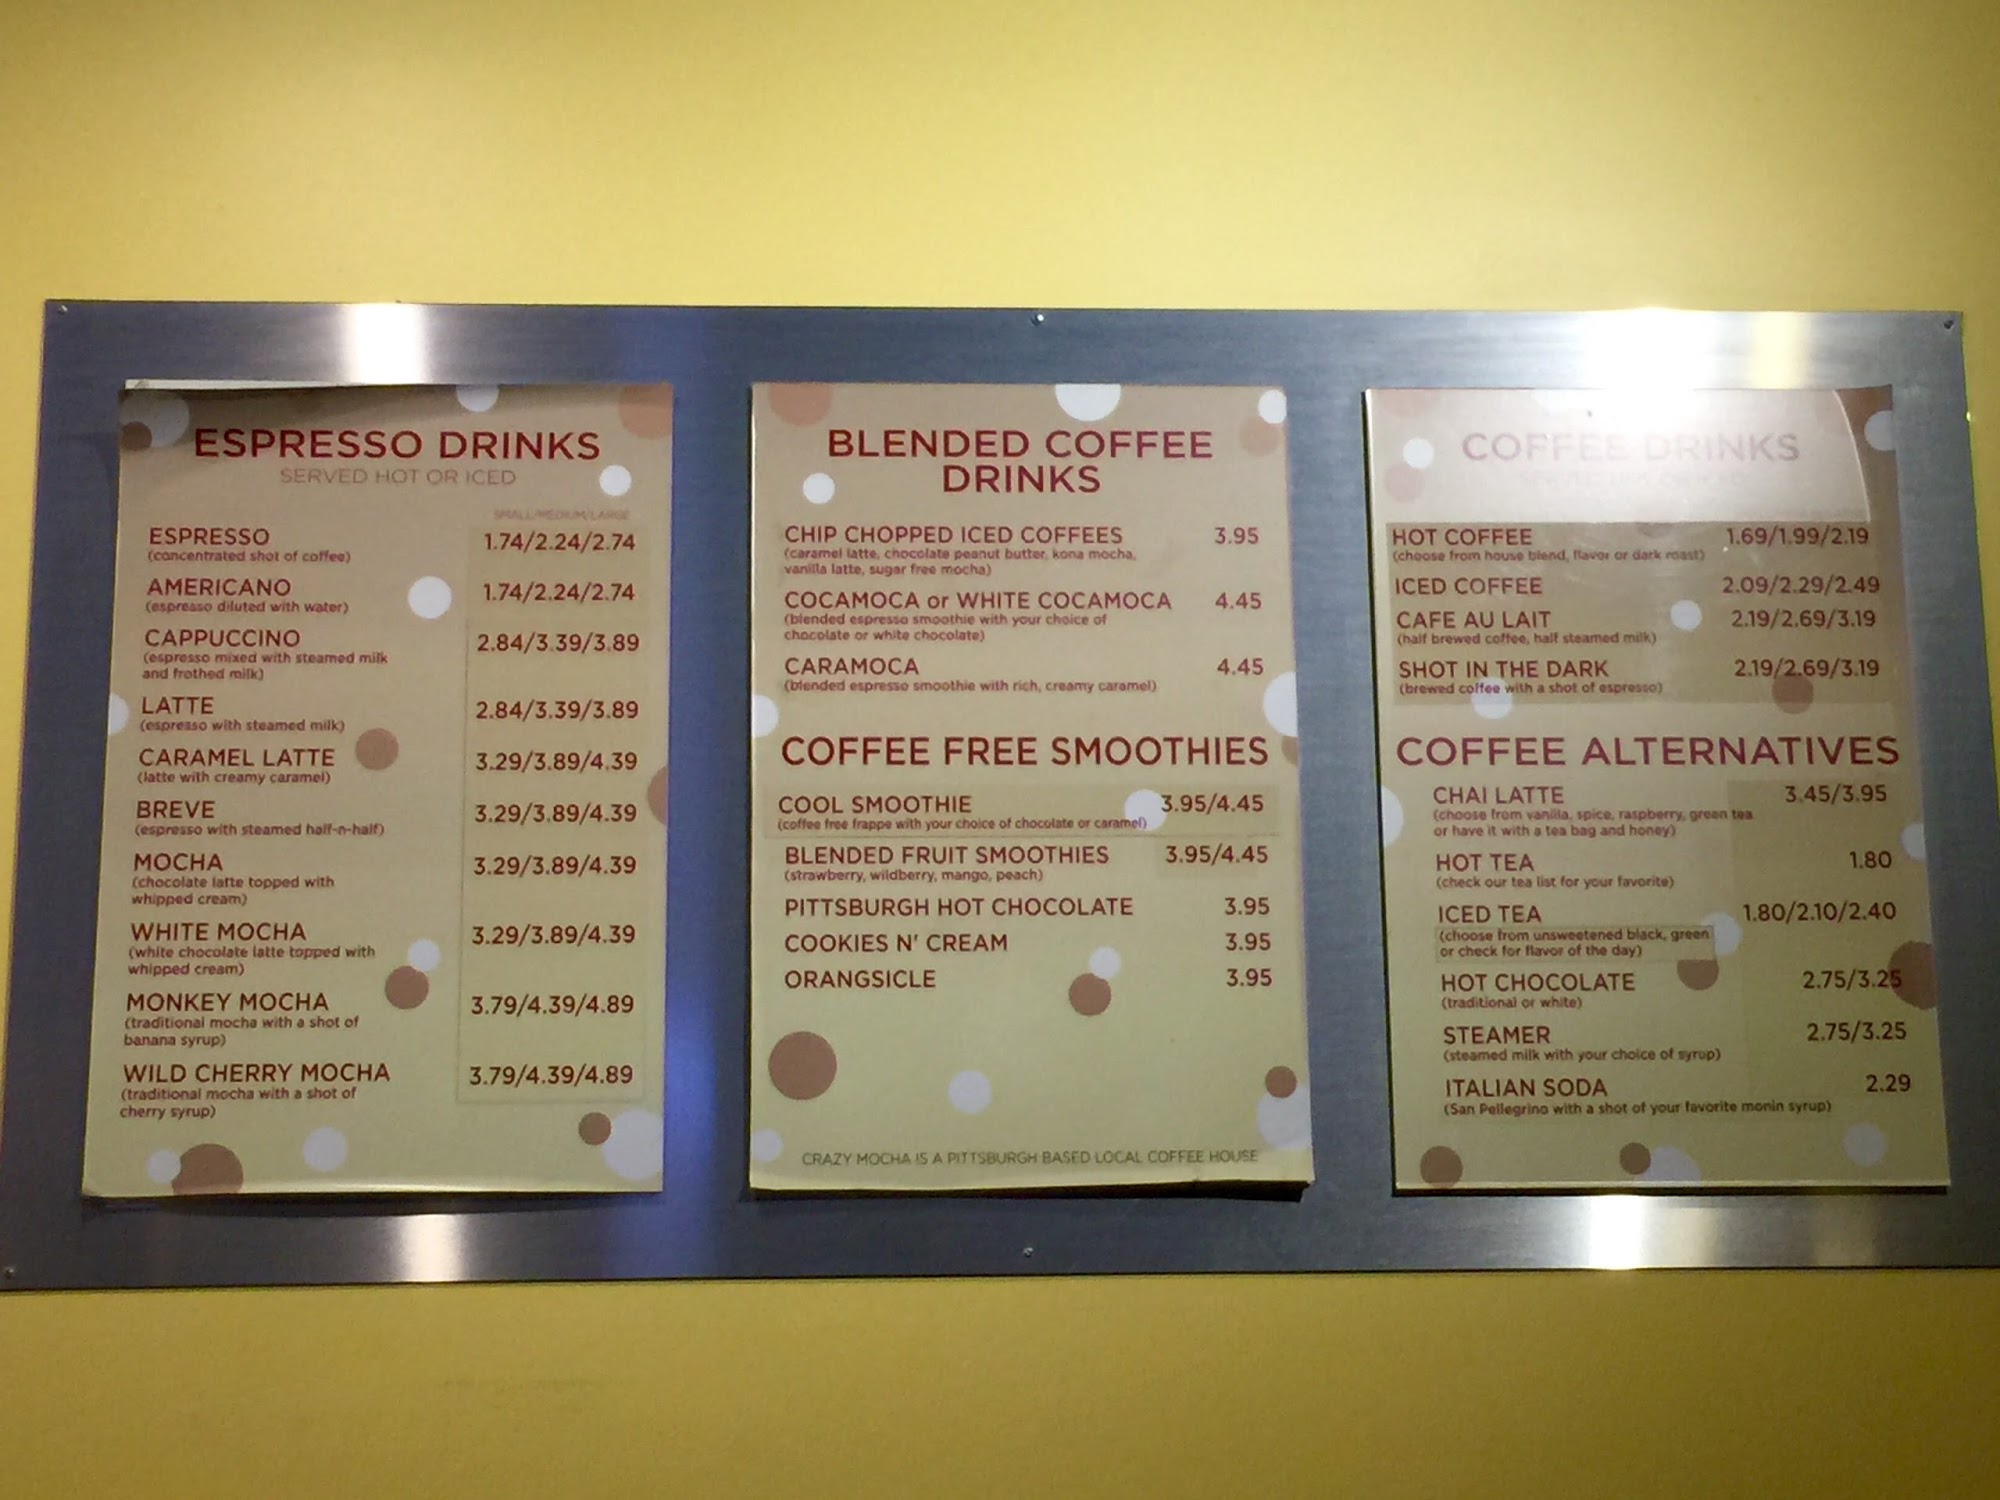 ESPRESSO DRINKS
SERVED HOT OR ICED
SMALL/MEDIUM/LARGE
ESPRESSO 1.74/2.24/2.74
(concentrated shot of coffee)
AMERICANO 1.74/2.24/2.74
(espresso diluted with water)
CAPPUCCINO 2.84/3.39/3.89
(espresso mixed with steamed milk
and frothed milk)
LATTE 2.84/3.39/3.89
(espresso with steamed milk)
CARAMEL LATTE 3.29/3.89/4.39
(latte with creamy caramel)
BREVE 3.29/3.89/4.39
(espresso with steamed half-n-half)
MOCHA 3.29/3.89/4.39
(chocolate latte topped with
whipped cream)
WHITE MOCHA 3.29/3.89/4.39
(white chocolate latte topped with
whipped cream)
MONKEY MOCHA 3.79/4.39/4.89
(traditional mocha with a shot of
banana syrup)
WILD CHERRY MOCHA 3.79/4.39/4.89
(traditional mocha with a shot of
cherry syrup)
BLENDED COFFEE
DRINKS
CHIP CHOPPED ICED COFFEES 3.95
(caramel latte, chocolate peanut butter, kona mocha,
vanilla latte, sugar free mocha)
COCAMOCA or WHITE COCAMOCA 4.45
(blended espresso smoothie with your choice of
chocolate or white chocolate)
CARAMOCA 4.45
(blended espresso smoothie with rich, creamy caramel)
COFFEE FREE SMOOTHIES
COOL SMOOTHIE 3.95/4.45
(coffee free frappe with your choice of chocolate or caramel)
BLENDED FRUIT SMOOTHIES 3.95/4.45
(strawberry, wildberry, mango, peach)
PITTSBURGH HOT CHOCOLATE 3.95
COOKIES N' CREAM 3.95
ORANGSICLE 3.95
CRAZY MOCHA IS A PITTSBURGH BASED LOCAL COFFEE HOUSE
COFFEE DRINKS
HOT COFFEE 1.69/1.99/2.19
(choose from house blend, flavor or dark roast)
ICED COFFEE 2.09/2.29/2.49
CAFE AU LAIT 2.19/2.69/3.19
(half brewed coffee, half steamed milk)
SHOT IN THE DARK 2.19/2.69/3.19
(brewed coffee with a shot of espresso)
COFFEE ALTERNATIVES
CHAI LATTE 3.45/3.95
(choose from vanilla, spice, raspberry, green tea
or have it with a tea bag and honey)
HOT TEA 1.80
(check our tea list for your favorite)
ICED TEA 1.80/2.10/2.40
(choose from unsweetened black, green
or check for flavor of the day)
HOT CHOCOLATE 2.75/3.25
(traditional or white)
STEAMER 2.75/3.25
(steamed milk with your choice of syrup)
ITALIAN SODA 2.29
(San Pellegrino with a shot of your favorite monin syrup)